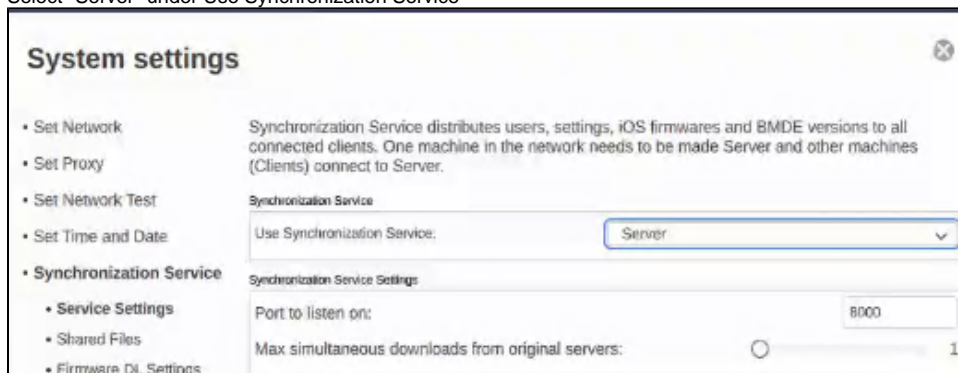 Select "Server" under Use Synchronization Service
System settings
• Set Network
• Set Proxy
• Set Network Test
• Set Time and Date
• Synchronization Service
• Service Settings
• Shared Files
• Firmware DL Settings
Synchronization Service distributes users, settings, iOS firmwares and BMDE versions to all
connected clients. One machine in the network needs to be made Server and other machines
(Clients) connect to Server.
Synchronization Service
Use Synchronization Service: Server
Synchronization Service Settings
Port to listen on: 8000
Max simultaneous downloads from original servers: 1